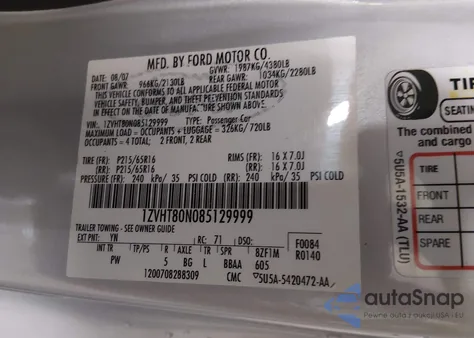 MFD. BY FORD MOTOR CO.
DATE: 08/07 GVWR: 1987KG/4380LB
FRONT GAWR: 966KG/2130LB REAR GAWR: 1034KG/2280LB
THIS VEHICLE CONFORMS TO ALL APPLICABLE FEDERAL MOTOR
VEHICLE SAFETY, BUMPER, AND THEFT PREVENTION STANDARDS
IN EFFECT ON THE DATE OF MANUFACTURE SHOWN ABOVE.
VIN: 1ZVHT80N085129999 TYPE: Passenger Car
MAXIMUM LOAD = OCCUPANTS + LUGGAGE = 326KG/720LB
OCCUPANTS = 4 TOTAL; 2 FRONT, 2 REAR
TIRE (F): P215/65R16 RIMS (F): 16 X 7.0J
(R): P215/65R16 (R): 16 X 7.0J
PRESSURE (F): 240 kPa/ 35 PSI COLD (R): 240 kPa/ 35 PSI COLD
1ZVHT80N085129999
TRAILER TOWING - SEE OWNER GUIDE
EXT PNT: YN RC: 71 DSO: F0084
INT TR TP/PS R AXLE TR SPR BZF1M R0140
PW 5 BG L BBAA 605
1200708288309 CMC ▽5U5A-5420472-AA
TIRE
SEATING
The combined
and cargo
TIRE
FRONT
REAR
SPARE
▽5U5A-1532-AA (TLU)
autoSnap